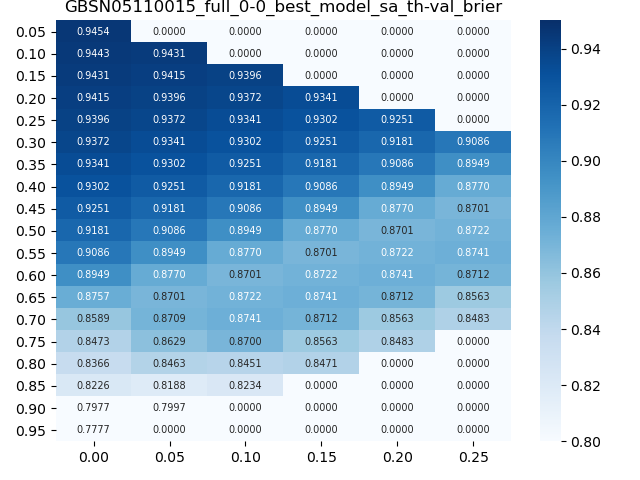 GBSN05110015_full_0-0_best_model_sa_th-val_brier
0.05 0.9454 0.0000 0.0000 0.0000 0.0000 0.0000
0.10 0.9443 0.9431 0.0000 0.0000 0.0000 0.0000
0.15 0.9431 0.9415 0.9396 0.0000 0.0000 0.0000
0.20 0.9415 0.9396 0.9372 0.9341 0.0000 0.0000
0.25 0.9396 0.9372 0.9341 0.9302 0.9251 0.0000
0.30 0.9372 0.9341 0.9302 0.9251 0.9181 0.9086
0.35 0.9341 0.9302 0.9251 0.9181 0.9086 0.8949
0.40 0.9302 0.9251 0.9181 0.9086 0.8949 0.8770
0.45 0.9251 0.9181 0.9086 0.8949 0.8770 0.8701
0.50 0.9181 0.9086 0.8949 0.8770 0.8701 0.8722
0.55 0.9086 0.8949 0.8770 0.8701 0.8722 0.8741
0.60 0.8949 0.8770 0.8701 0.8722 0.8741 0.8712
0.65 0.8757 0.8701 0.8722 0.8741 0.8712 0.8563
0.70 0.8589 0.8709 0.8741 0.8712 0.8563 0.8483
0.75 0.8473 0.8629 0.8700 0.8563 0.8483 0.0000
0.80 0.8366 0.8463 0.8451 0.8471 0.0000 0.0000
0.85 0.8226 0.8188 0.8234 0.0000 0.0000 0.0000
0.90 0.7977 0.7997 0.0000 0.0000 0.0000 0.0000
0.95 0.7777 0.0000 0.0000 0.0000 0.0000 0.0000
0.00 0.05 0.10 0.15 0.20 0.25
0.94
0.92
0.90
0.88
0.86
0.84
0.82
0.80